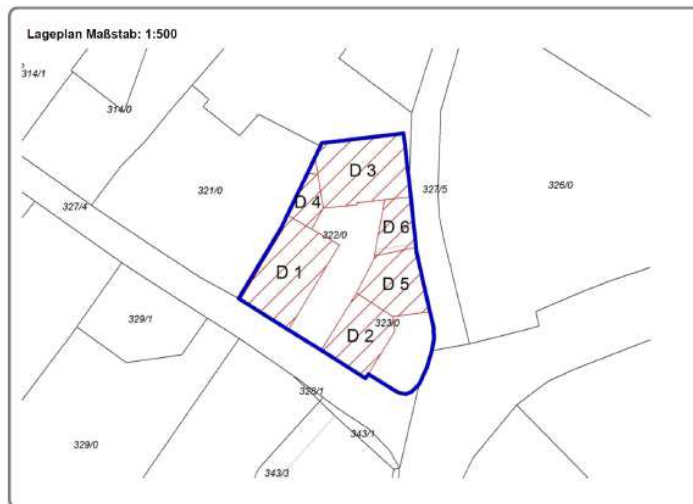 Lageplan Maßstab: 1:500
314/1
314/0
D 3
321/0
327/5
326/0
D 4
327/4
D 6
322/0
D 1
D 5
329/1
323/0
D 2
328/1
329/0
343/1
343/3